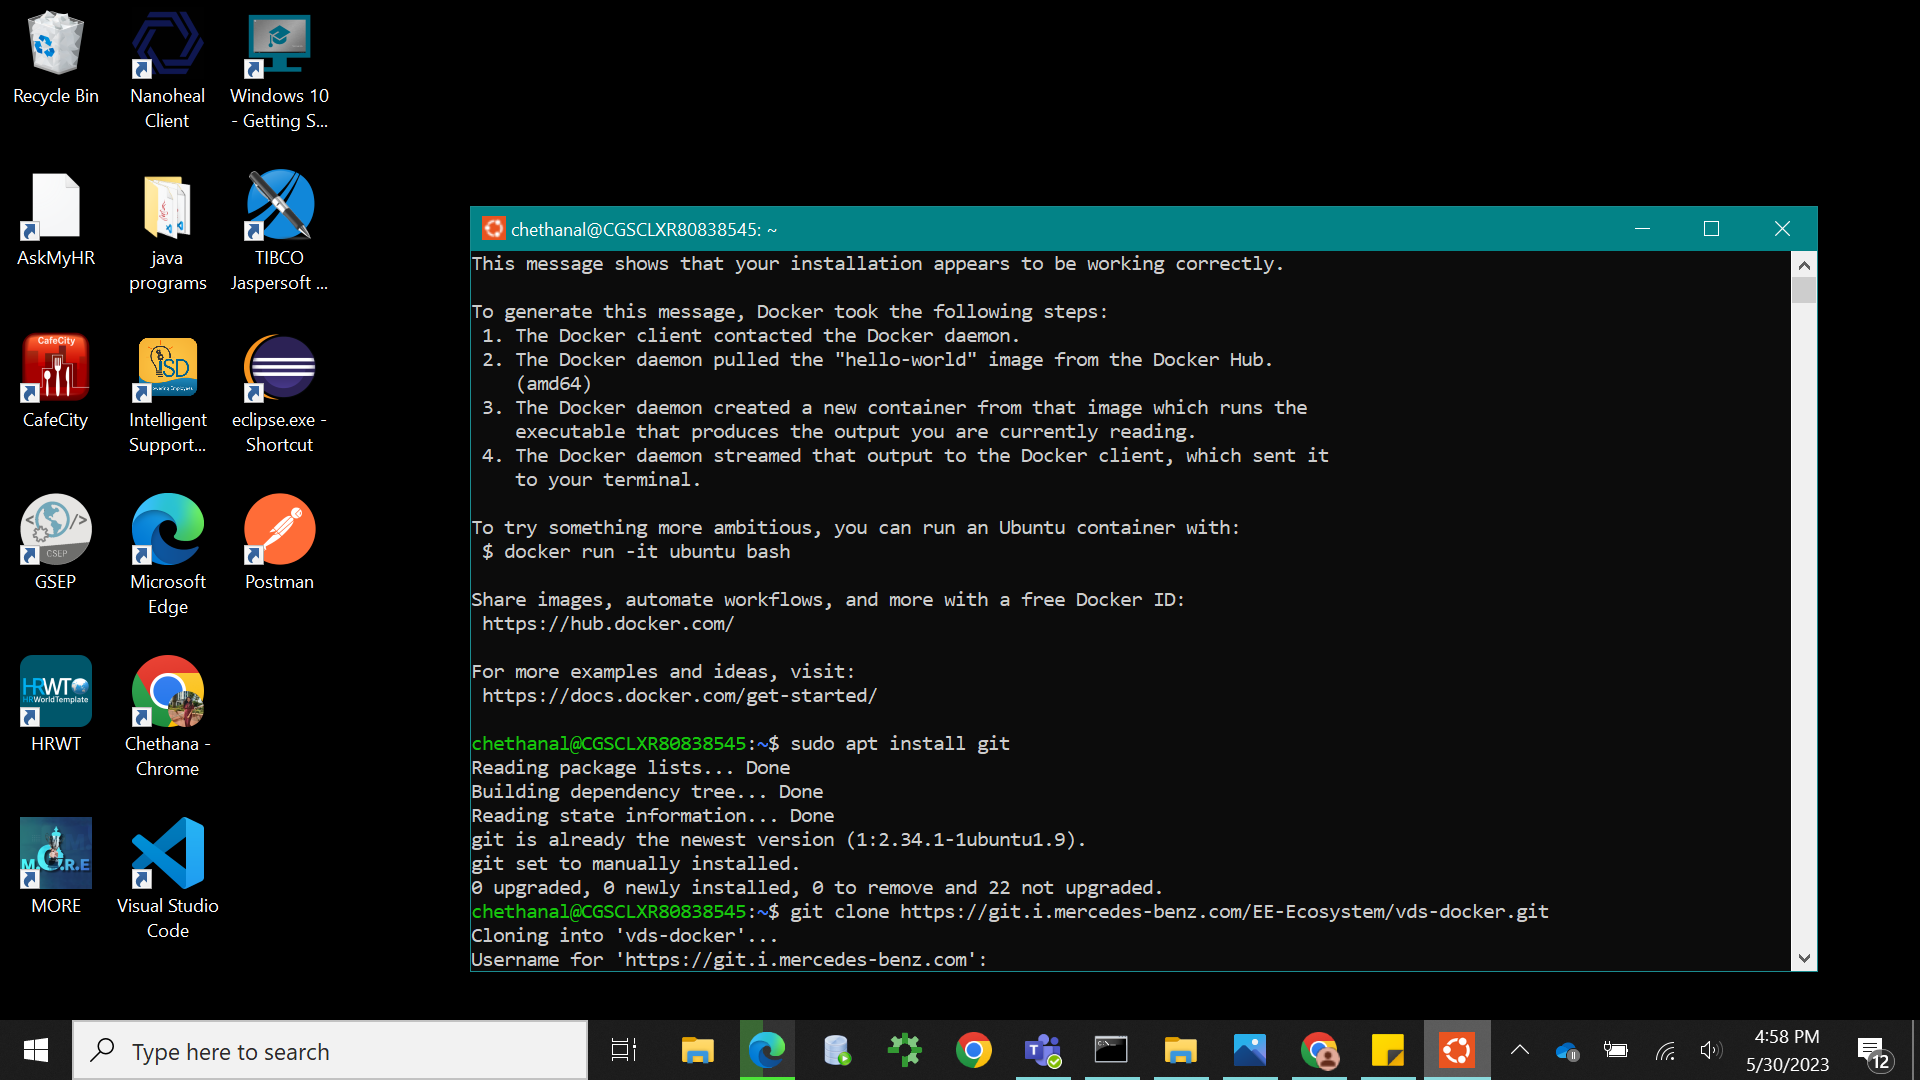 Recycle Bin
Nanoheal
Client
Windows 10
- Getting S...
AskMyHR
java
programs
TIBCO
Jaspersoft ...
CafeCity
CafeCity
ISD
Intelligent
Support...
eclipse.exe -
Shortcut
CSEP
GSEP
Microsoft
Edge
Postman
HRWT
HRWorldTemplate
HRWT
Chethana -
Chrome
M.O.R.E
MORE
Visual Studio
Code
chethanal@CGSCLXR80838545: ~
This message shows that your installation appears to be working correctly.
To generate this message, Docker took the following steps:
1. The Docker client contacted the Docker daemon.
2. The Docker daemon pulled the "hello-world" image from the Docker Hub.
(amd64)
3. The Docker daemon created a new container from that image which runs the
executable that produces the output you are currently reading.
4. The Docker daemon streamed that output to the Docker client, which sent it
to your terminal.
To try something more ambitious, you can run an Ubuntu container with:
$ docker run -it ubuntu bash
Share images, automate workflows, and more with a free Docker ID:
https://hub.docker.com/
For more examples and ideas, visit:
https://docs.docker.com/get-started/
chethanal@CGSCLXR80838545:~$ sudo apt install git
Reading package lists... Done
Building dependency tree... Done
Reading state information... Done
git is already the newest version (1:2.34.1-1ubuntu1.9).
git set to manually installed.
0 upgraded, 0 newly installed, 0 to remove and 22 not upgraded.
chethanal@CGSCLXR80838545:~$ git clone https://git.i.mercedes-benz.com/EE-Ecosystem/vds-docker.git
Cloning into 'vds-docker'...
Username for 'https://git.i.mercedes-benz.com':
Type here to search
4:58 PM
5/30/2023
12